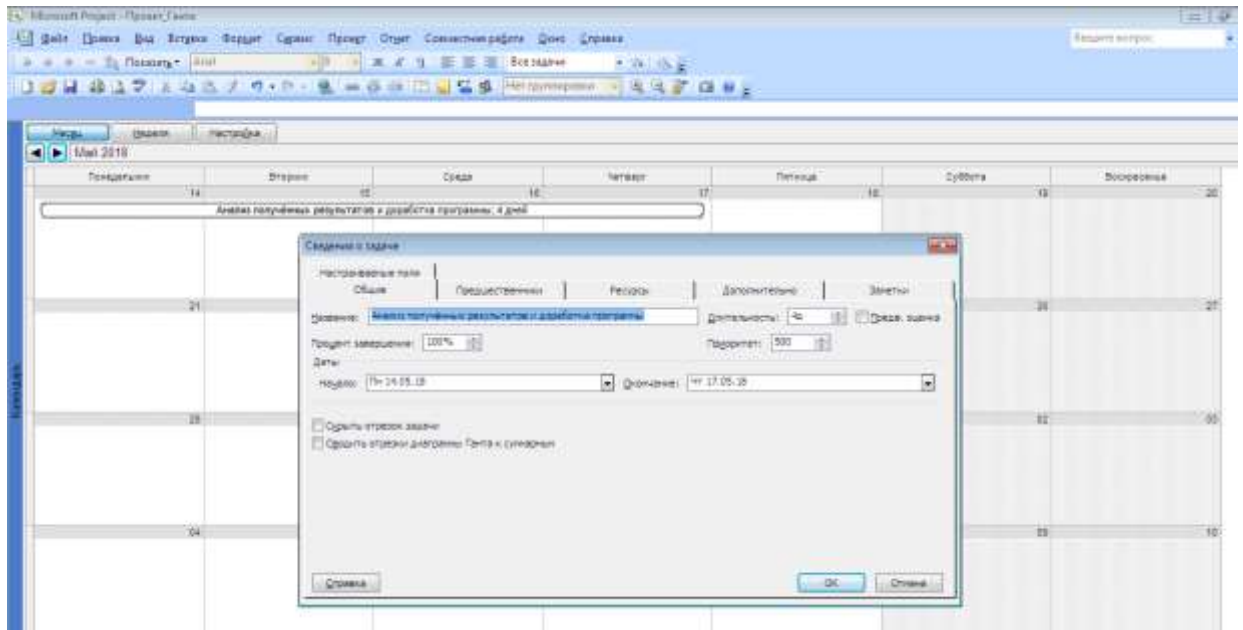 Microsoft Project - Проект_Ганта
Файл Правка Вид Вставка Формат Сервис Проект Отчет Совместная работа Окно Справка
Введите вопрос
Показать Arial 8 Ж К Ч Все задачи
Нет группировки
Месяц Неделя Настройка
Май 2018
Понедельник Вторник Среда Четверг Пятница Суббота Воскресенье
14 15 16 17 18 19 20
Анализ полученных результатов и доработка программы; 4 дней
Сведения о задаче
Настраиваемые поля
Общие Предшественники Ресурсы Дополнительно Заметки
21 26 27
Название: Анализ полученных результатов и доработка программы Длительность: Предв. оценка
Процент завершения: 100% Приоритет: 500
Даты
Начало: Пн 14.05.18 Окончание: Чт 17.05.18
Календарь
28 02 03
Скрыть отрезок задачи
Сводить отрезки диаграммы Ганта к суммарным
04 09 10
Справка ОК Отмена